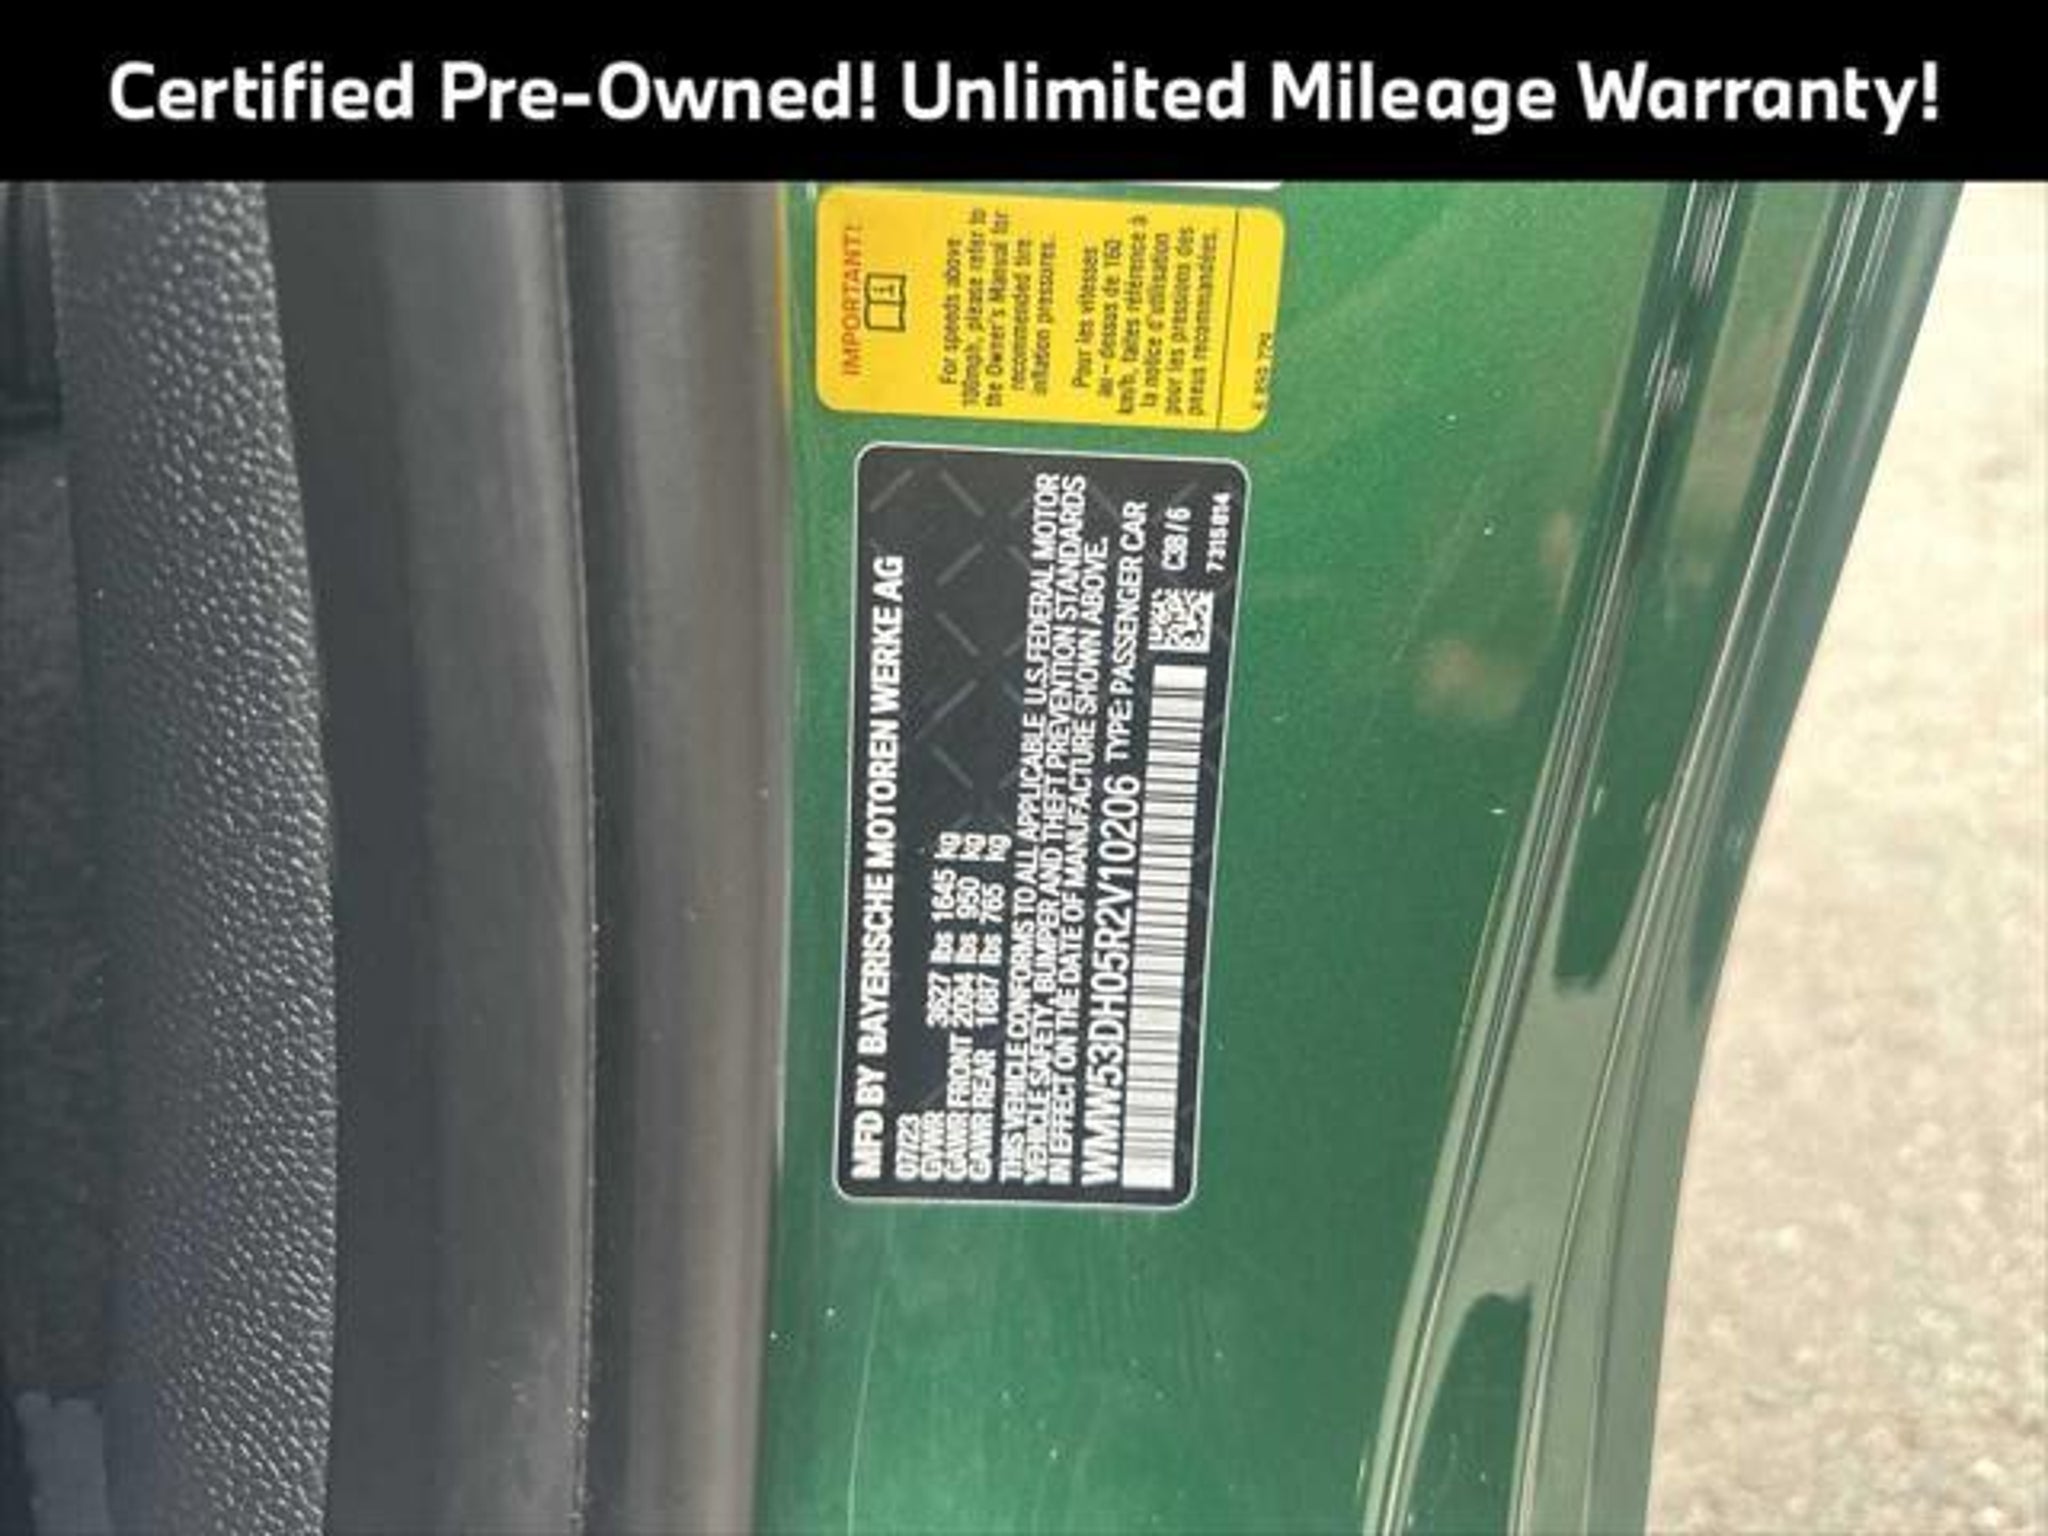 Certified Pre-Owned! Unlimited Mileage Warranty!
IMPORTANT!
For speeds above
100mph, please refer to
the Owner's Manual for
recommended tire
inflation pressures.
Pour les vitesses
au-dessus de 160
km/h, faites référence à
la notice d'utilisation
pour les pressions des
pneus recommandées.
MFD BY BAYERISCHE MOTOREN WERKE AG
07/23
GVWR 3627 lbs 1645 kg
GAWR FRONT 2094 lbs 950 kg
GAWR REAR 1687 lbs 765 kg
THIS VEHICLE CONFORMS TO ALL APPLICABLE U.S. FEDERAL MOTOR
VEHICLE SAFETY, BUMPER AND THEFT PREVENTION STANDARDS
IN EFFECT ON THE DATE OF MANUFACTURE SHOWN ABOVE.
WMW53DH05R2V10206 TYPE: PASSENGER CAR
C3B/6
7 315 814